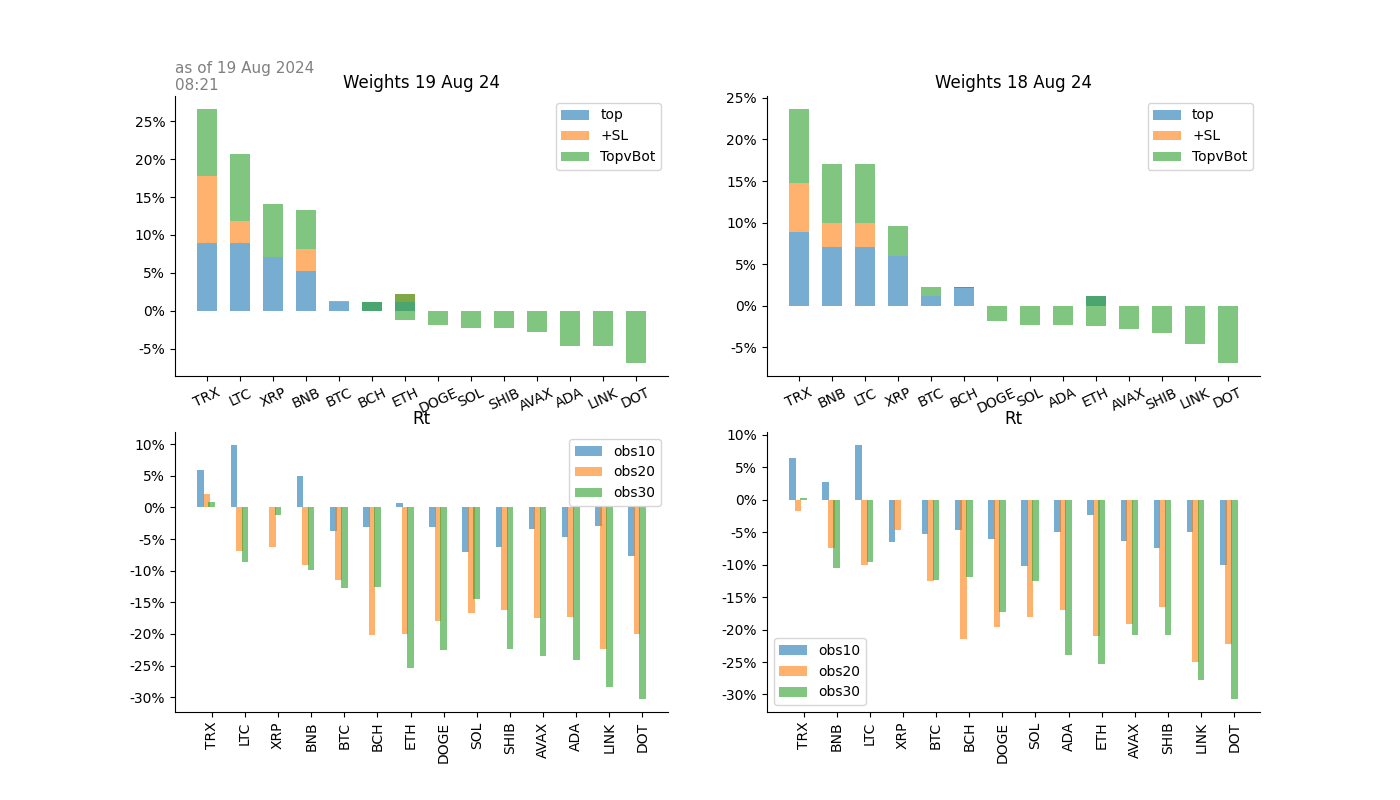 as of 19 Aug 2024
08:21
Weights 19 Aug 24
25%
20%
15%
10%
5%
0%
-5%
top
+SL
TopvBot
TRX LTC XRP BNB BTC BCH ETH DOGE SOL SHIB AVAX ADA LINK DOT
Weights 18 Aug 24
25%
20%
15%
10%
5%
0%
-5%
top
+SL
TopvBot
TRX BNB LTC XRP BTC BCH DOGE SOL ADA ETH AVAX SHIB LINK DOT
Rt
10%
5%
0%
-5%
-10%
-15%
-20%
-25%
-30%
obs10
obs20
obs30
TRX LTC XRP BNB BTC BCH ETH DOGE SOL SHIB AVAX ADA LINK DOT
Rt
10%
5%
0%
-5%
-10%
-15%
-20%
-25%
-30%
obs10
obs20
obs30
TRX BNB LTC XRP BTC BCH DOGE SOL ADA ETH AVAX SHIB LINK DOT